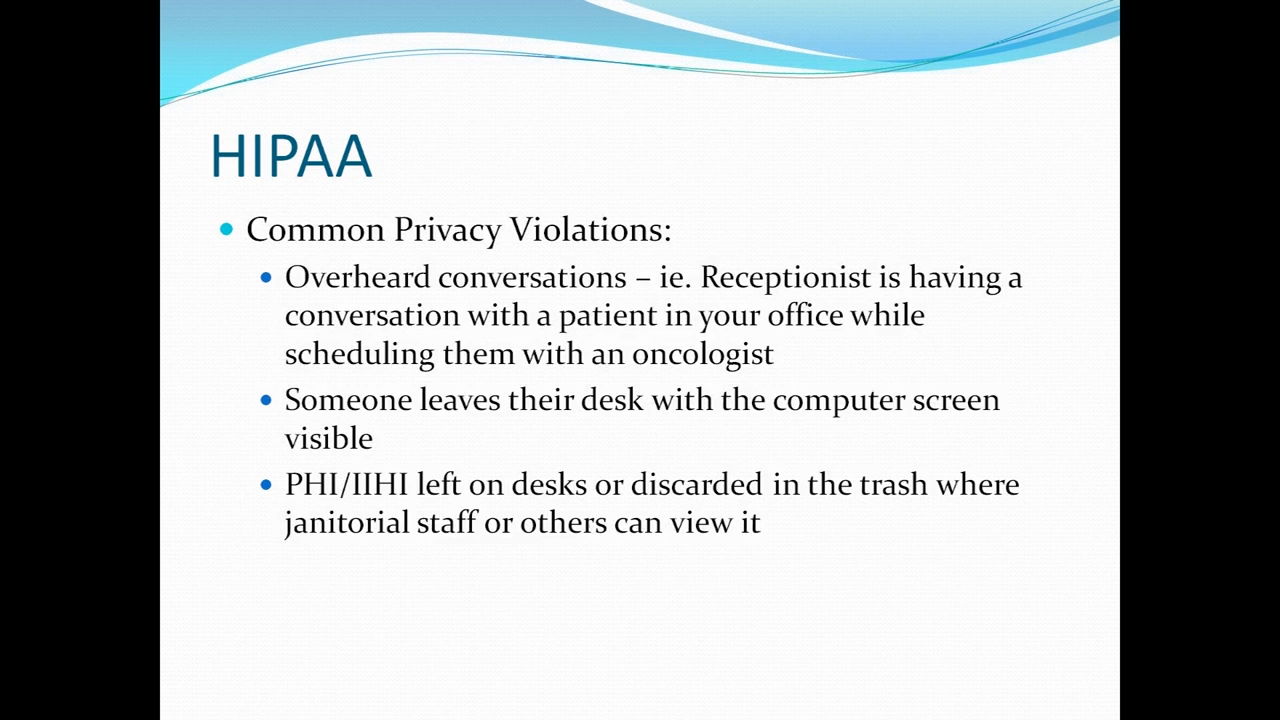 HIPAA
• Common Privacy Violations:
• Overheard conversations – ie. Receptionist is having a
conversation with a patient in your office while
scheduling them with an oncologist
• Someone leaves their desk with the computer screen
visible
• PHI/IIHI left on desks or discarded in the trash where
janitorial staff or others can view it